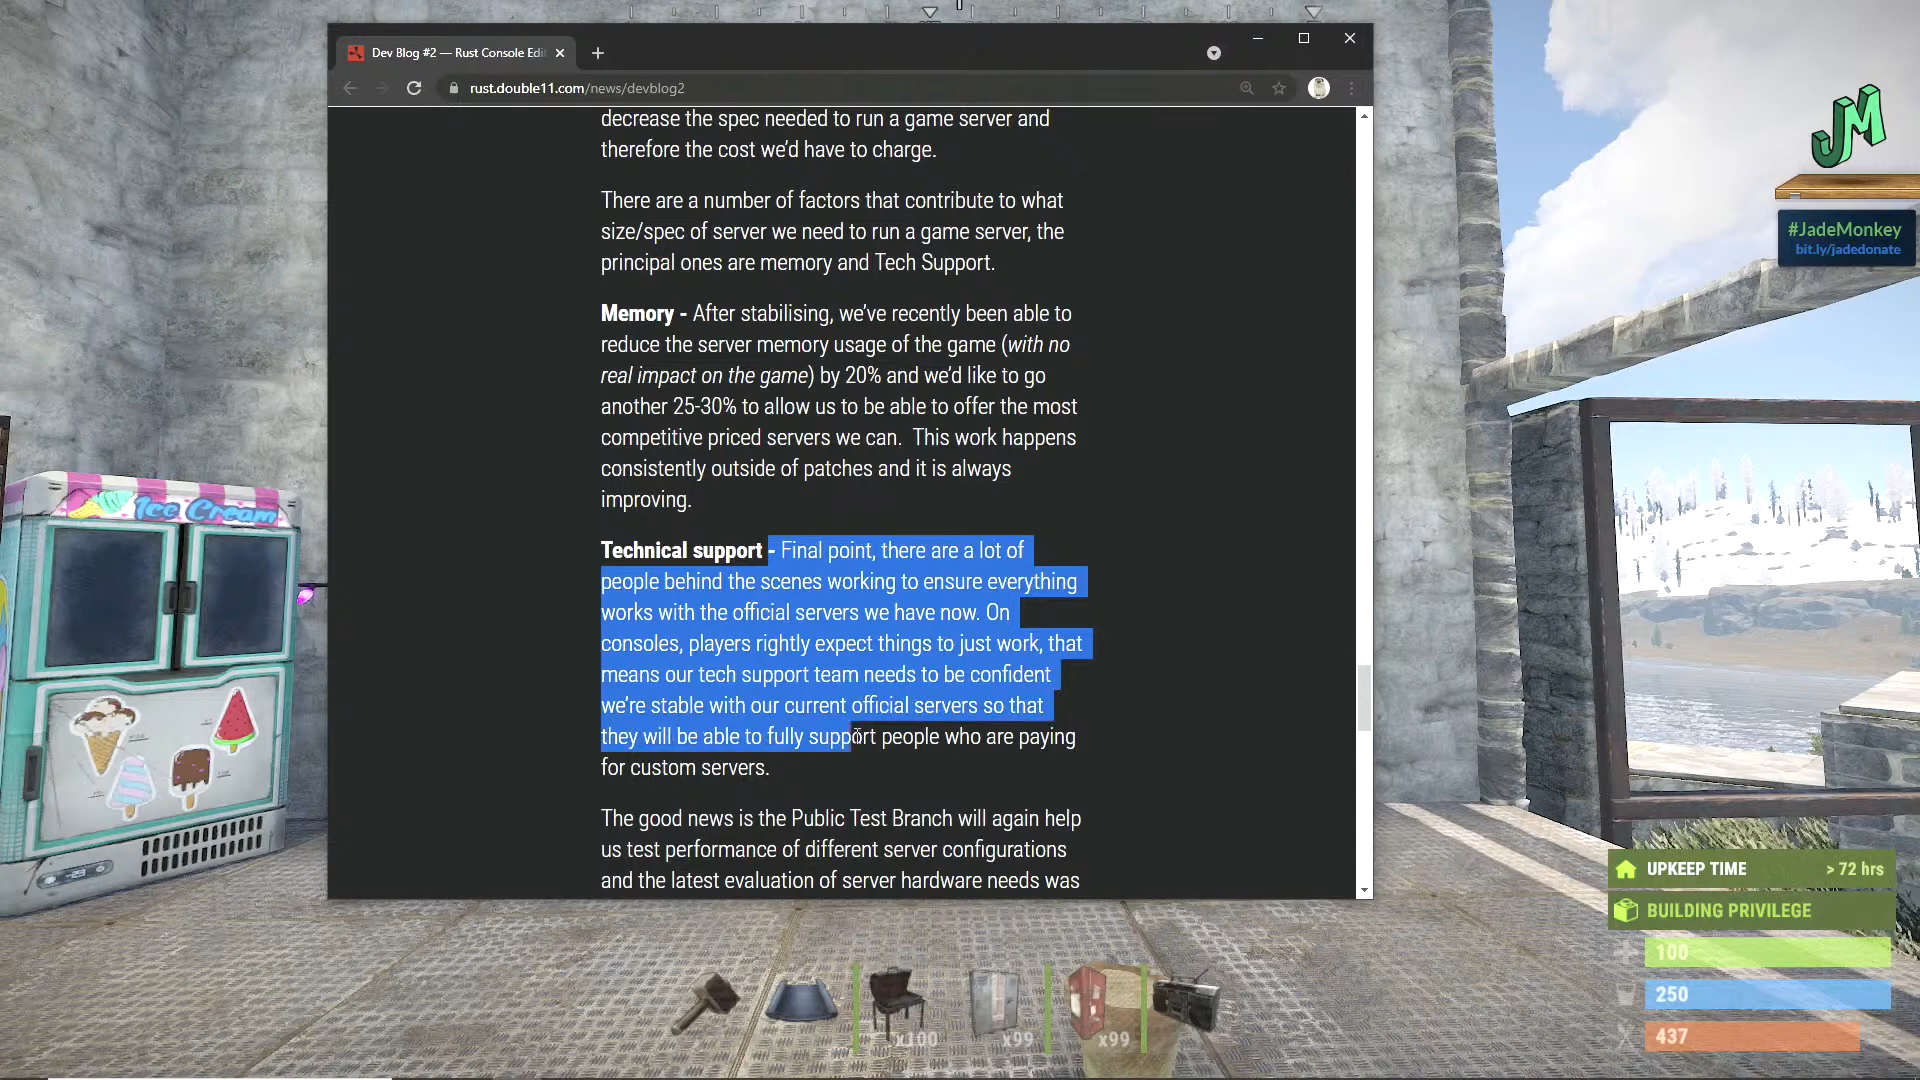 Dev Blog #2 — Rust Console Edi
rust.double11.com/news/devblog2
decrease the spec needed to run a game server and
therefore the cost we’d have to charge.
There are a number of factors that contribute to what
size/spec of server we need to run a game server, the
principal ones are memory and Tech Support.
Memory - After stabilising, we’ve recently been able to
reduce the server memory usage of the game (with no
real impact on the game) by 20% and we’d like to go
another 25-30% to allow us to be able to offer the most
competitive priced servers we can.  This work happens
consistently outside of patches and it is always
improving.
Technical support - Final point, there are a lot of
people behind the scenes working to ensure everything
works with the official servers we have now. On
consoles, players rightly expect things to just work, that
means our tech support team needs to be confident
we’re stable with our current official servers so that
they will be able to fully support people who are paying
for custom servers.
The good news is the Public Test Branch will again help
us test performance of different server configurations
and the latest evaluation of server hardware needs was
JM
#JadeMonkey
bit.ly/jadedonate
Ice Cream
UPKEEP TIME > 72 hrs
BUILDING PRIVILEGE
100
250
437
x100
x99
x99